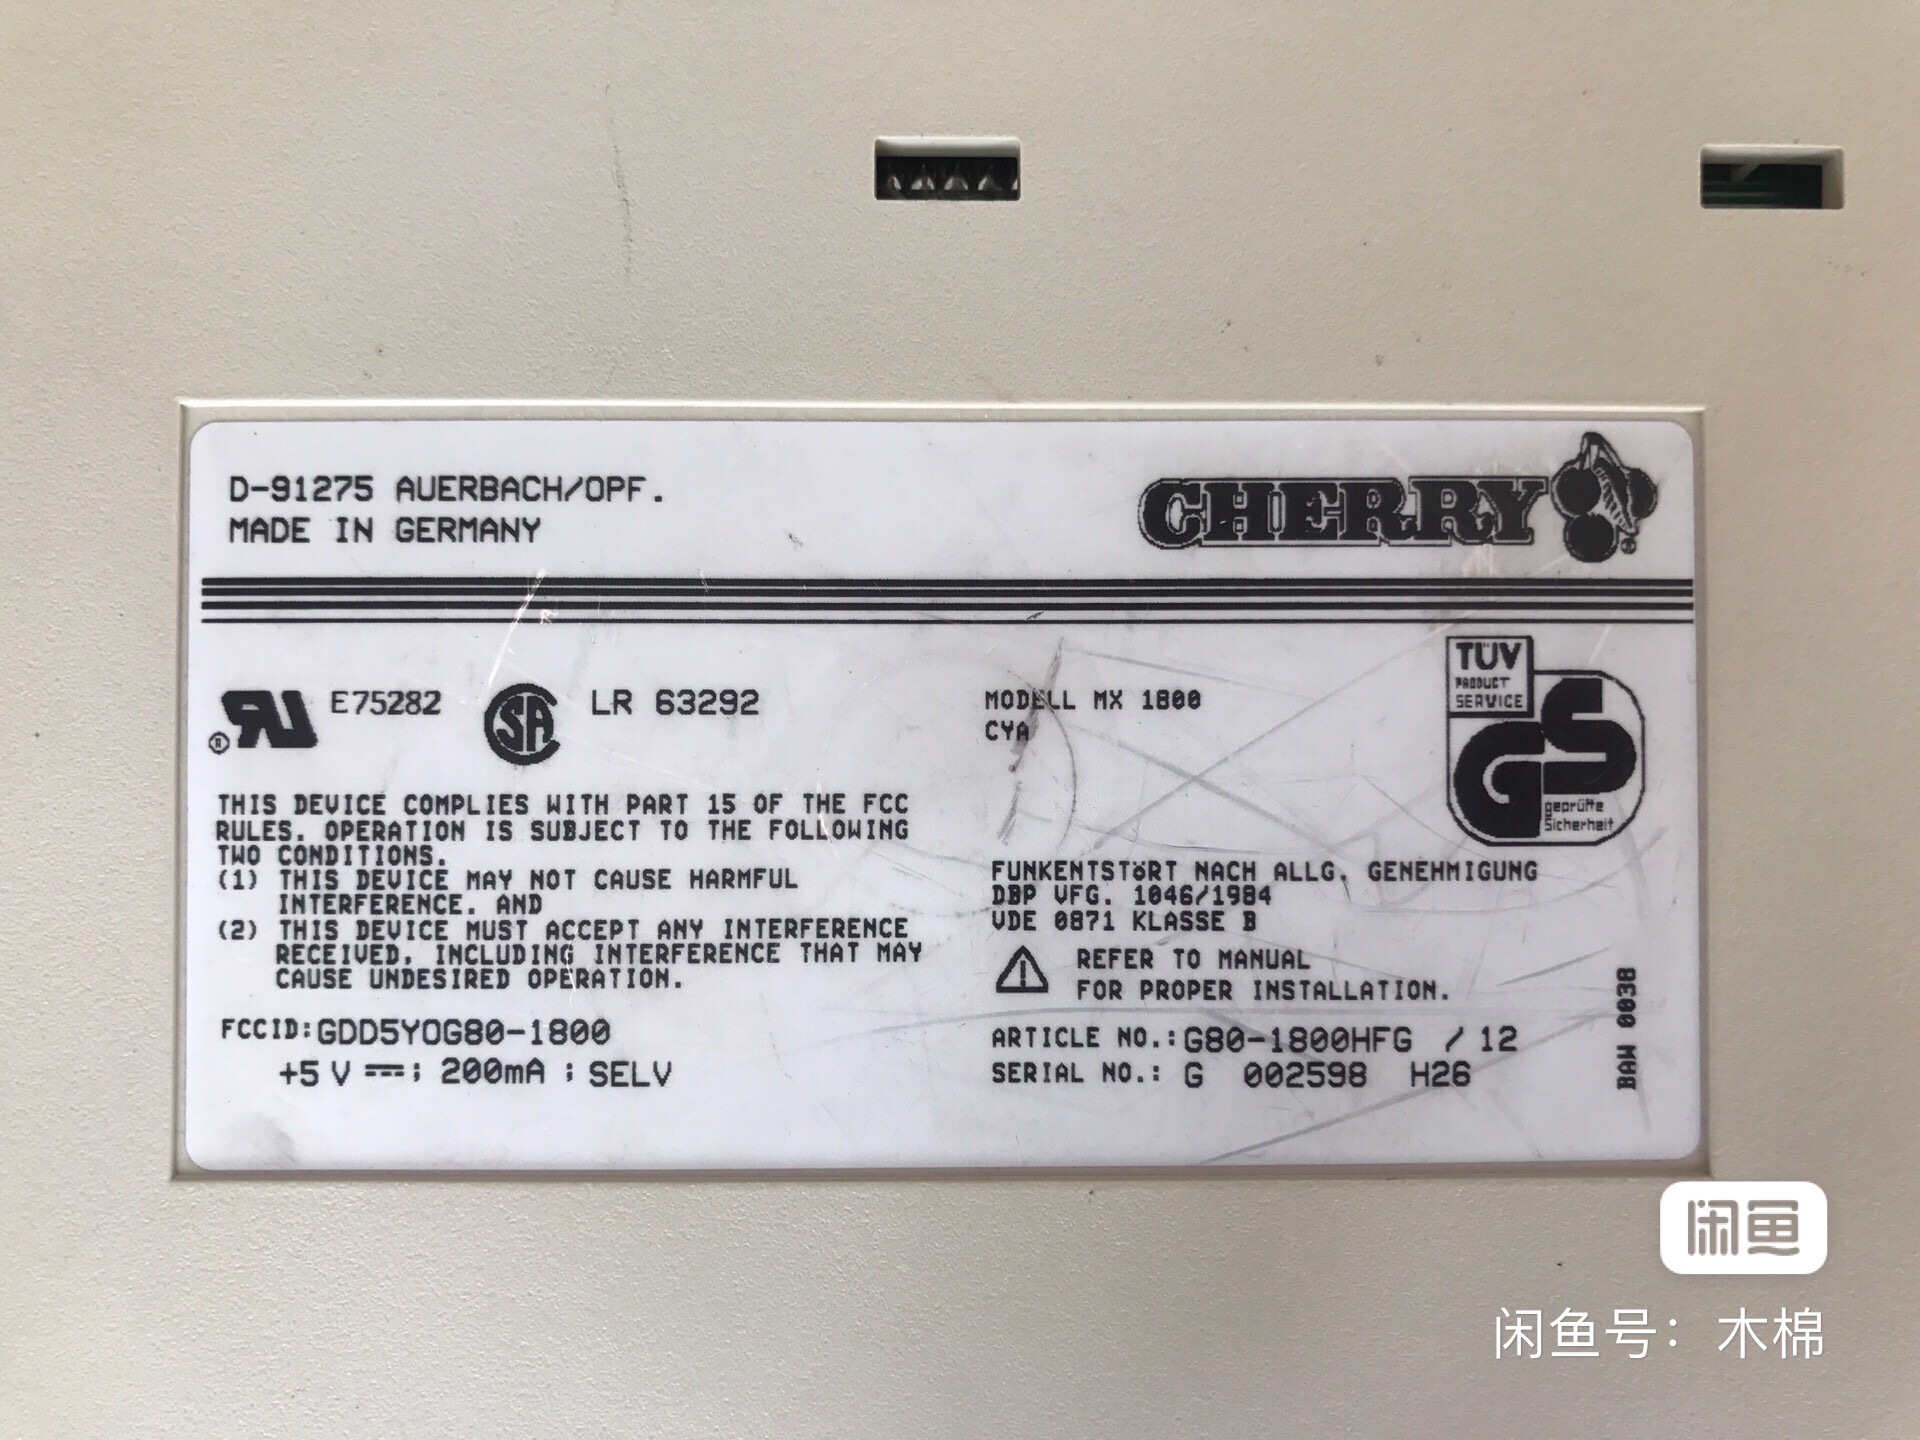 D-91275 AUERBACH/OPF.
MADE IN GERMANY
CHERRY
®
E75282
SA
LR 63292
MODELL MX 1800
CYA
TÜV
PRODUCT
SERVICE
GS
geprüfte
Sicherheit
THIS DEVICE COMPLIES WITH PART 15 OF THE FCC
RULES. OPERATION IS SUBJECT TO THE FOLLOWING
TWO CONDITIONS.
(1) THIS DEVICE MAY NOT CAUSE HARMFUL
INTERFERENCE. AND
(2) THIS DEVICE MUST ACCEPT ANY INTERFERENCE
RECEIVED, INCLUDING INTERFERENCE THAT MAY
CAUSE UNDESIRED OPERATION.
FCCID:GDD5YOG80-1800
+5 V ⎓; 200mA ; SELV
FUNKENTSTöRT NACH ALLG. GENEHMIGUNG
DBP VFG. 1046/1984
VDE 0871 KLASSE B
REFER TO MANUAL
FOR PROPER INSTALLATION.
ARTICLE NO.:G80-1800HFG / 12
SERIAL NO.: G 002598 H26
BAW 0038
闲鱼
闲鱼号：木棉